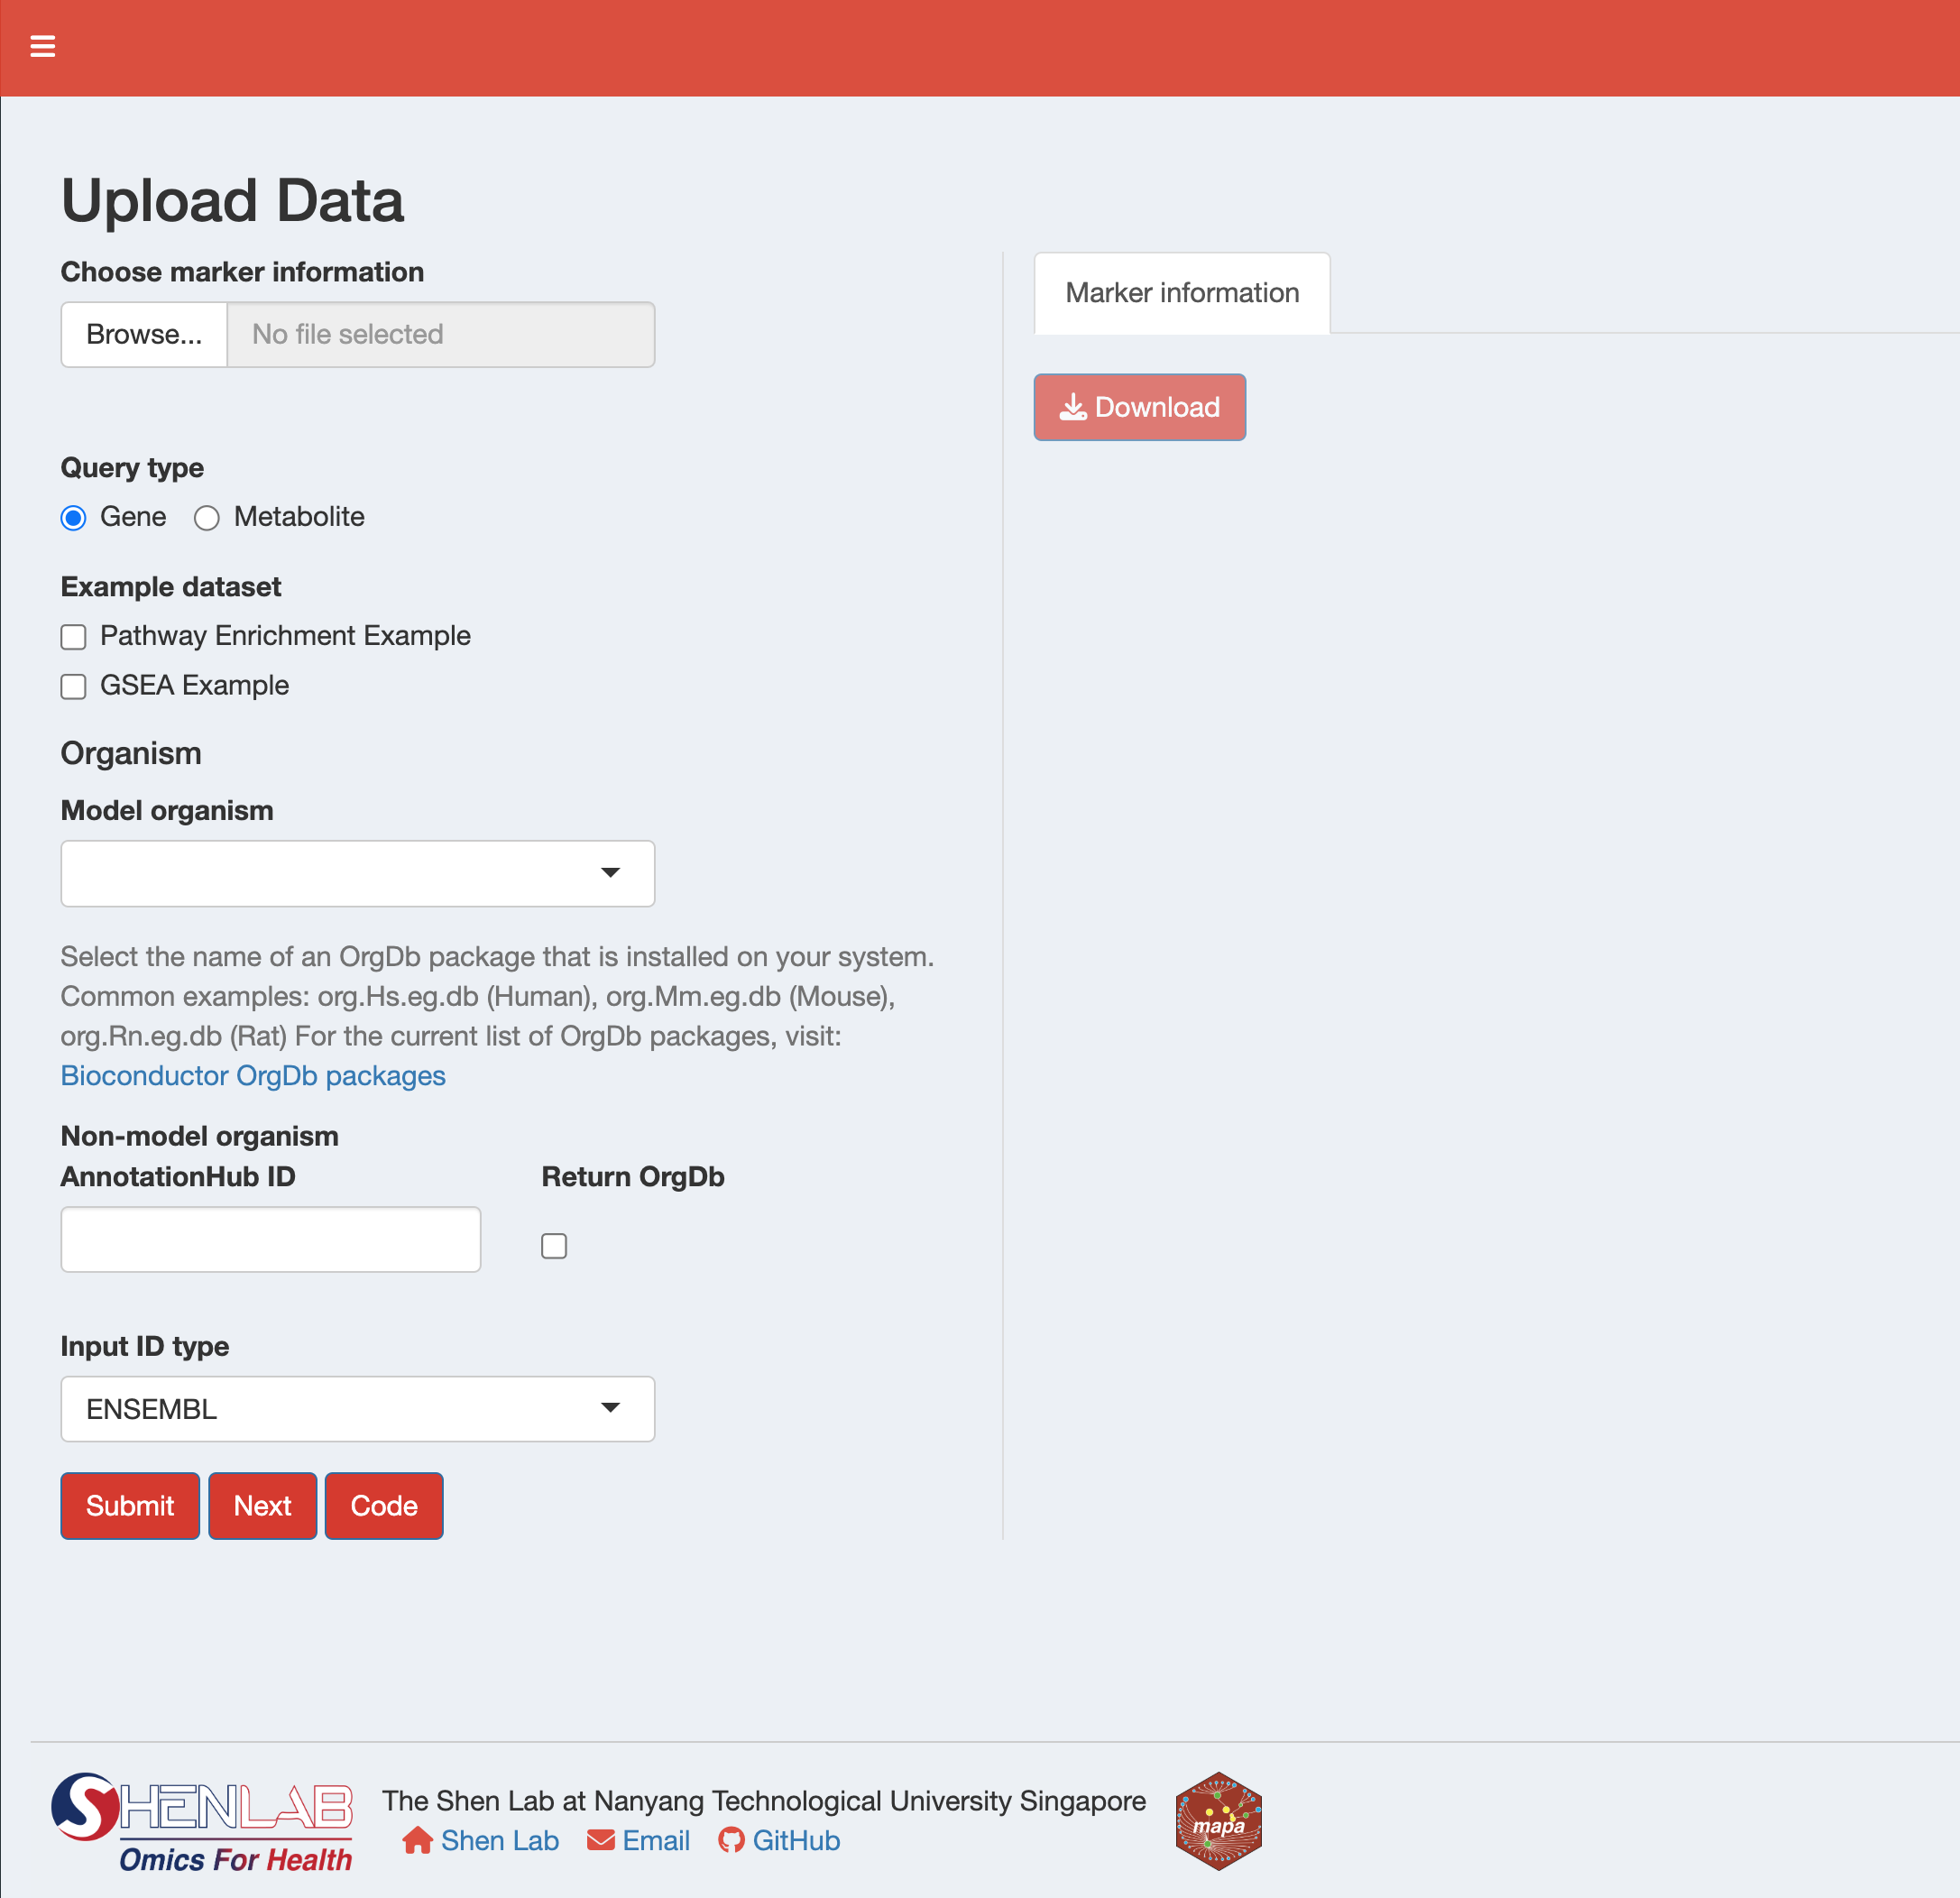 Upload Data
Choose marker information
Browse...
No file selected
Query type
Gene
Metabolite
Example dataset
Pathway Enrichment Example
GSEA Example
Organism
Model organism
Select the name of an OrgDb package that is installed on your system.
Common examples: org.Hs.eg.db (Human), org.Mm.eg.db (Mouse),
org.Rn.eg.db (Rat) For the current list of OrgDb packages, visit:
Bioconductor OrgDb packages
Non-model organism
AnnotationHub ID
Return OrgDb
Input ID type
ENSEMBL
Submit
Next
Code
Marker information
Download
SHENLAB
Omics For Health
The Shen Lab at Nanyang Technological University Singapore
Shen Lab
Email
GitHub
mapa